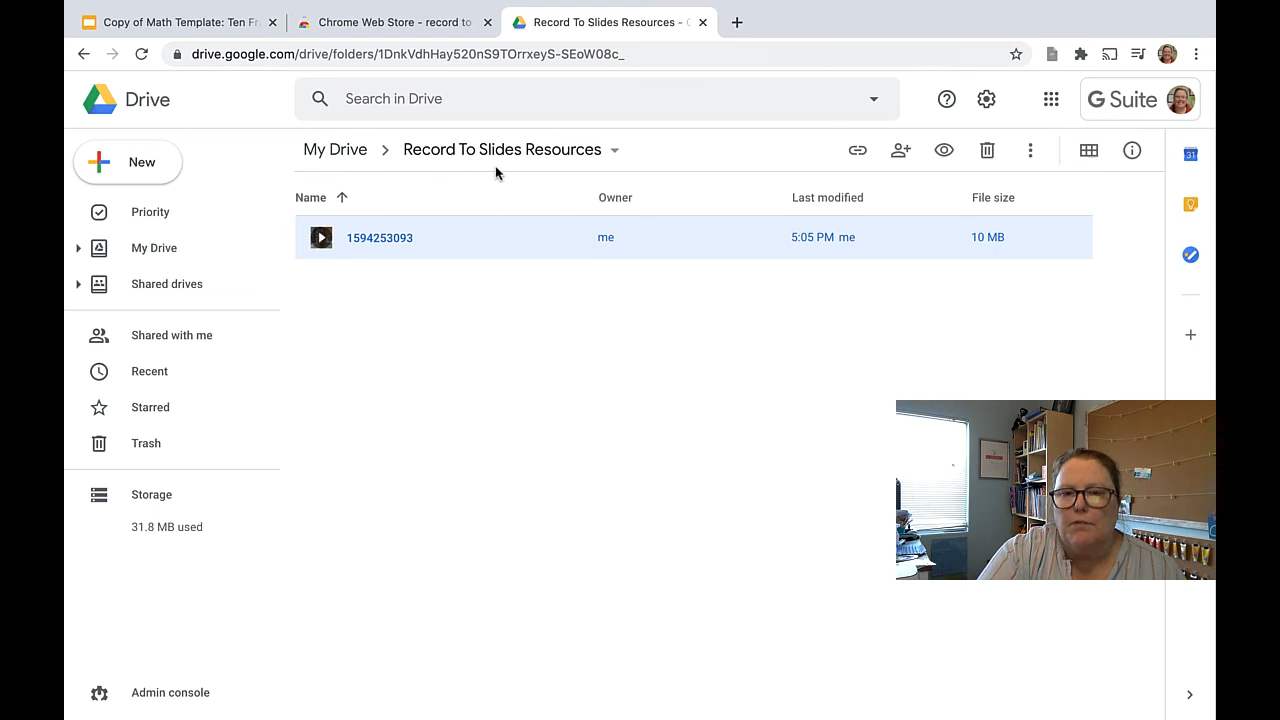 Copy of Math Template: Ten Fr
Chrome Web Store - record to
Record To Slides Resources -
drive.google.com/drive/folders/1DnkVdhHay520nS9TOrrxeyS-SEoW08c_
Drive
Search in Drive
G Suite
New
My Drive
Record To Slides Resources
31
Name
Owner
Last modified
File size
Priority
1594253093
me
5:05 PM me
10 MB
My Drive
Shared drives
Shared with me
Recent
Starred
Trash
Storage
31.8 MB used
Admin console